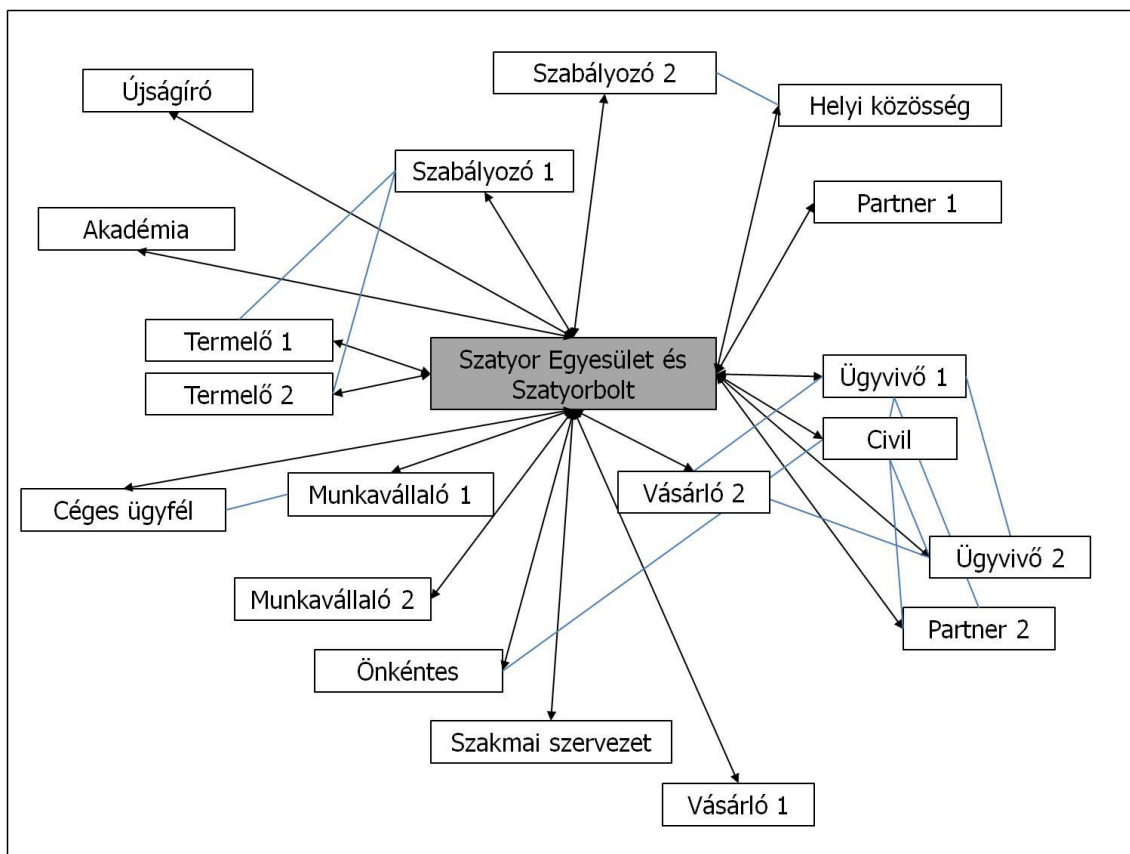 Szabályozó 2
Újságíró
Helyi közösség
Szabályozó 1
Partner 1
Akadémia
Termelő 1
Szatyor Egyesület és
Szatyorbolt
Termelő 2
Ügyvivő 1
Civil
Céges ügyfél
Munkavállaló 1
Vásárló 2
Ügyvivő 2
Munkavállaló 2
Partner 2
Önkéntes
Szakmai szervezet
Vásárló 1